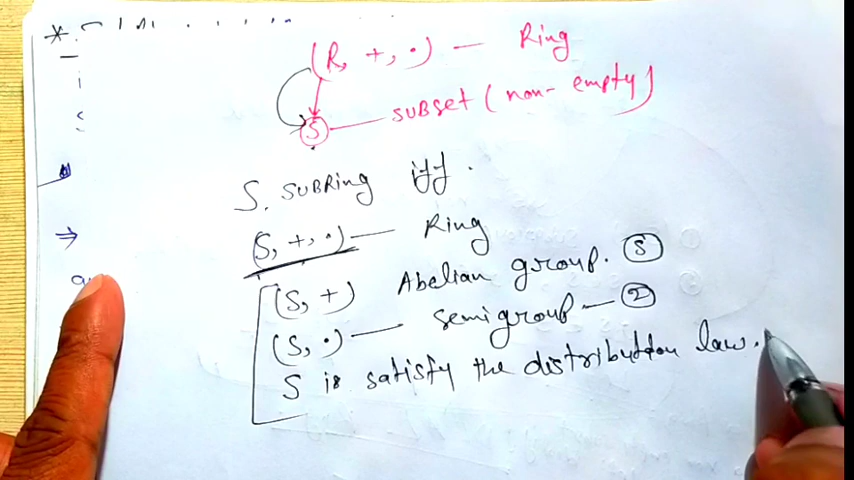 (R, +, ·) — Ring
S — subset (non-empty)
S. SUBRing iff.
(S, +, ·) — Ring
(S, +) Abelian group. 5
(S, ·) — semigroup — 2
S is satisfy the distribution law.